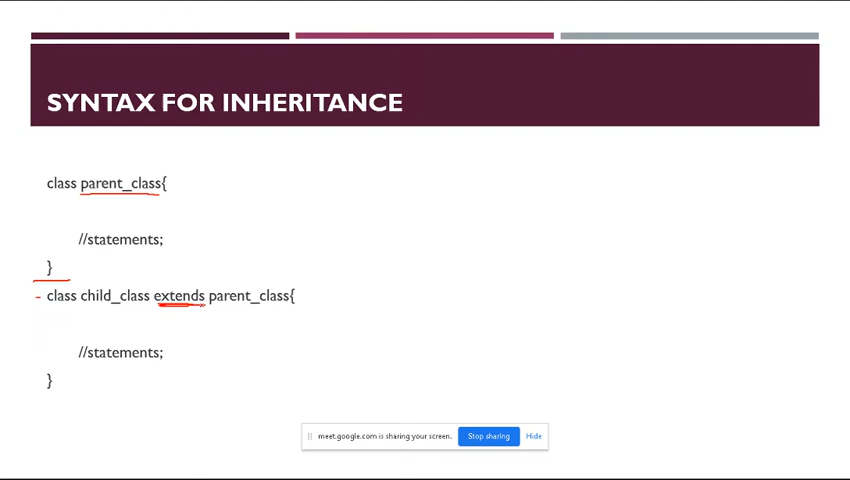 SYNTAX FOR INHERITANCE
class parent_class{
//statements;
}
class child_class extends parent_class{
//statements;
}
meet.google.com is sharing your screen. Stop sharing Hide